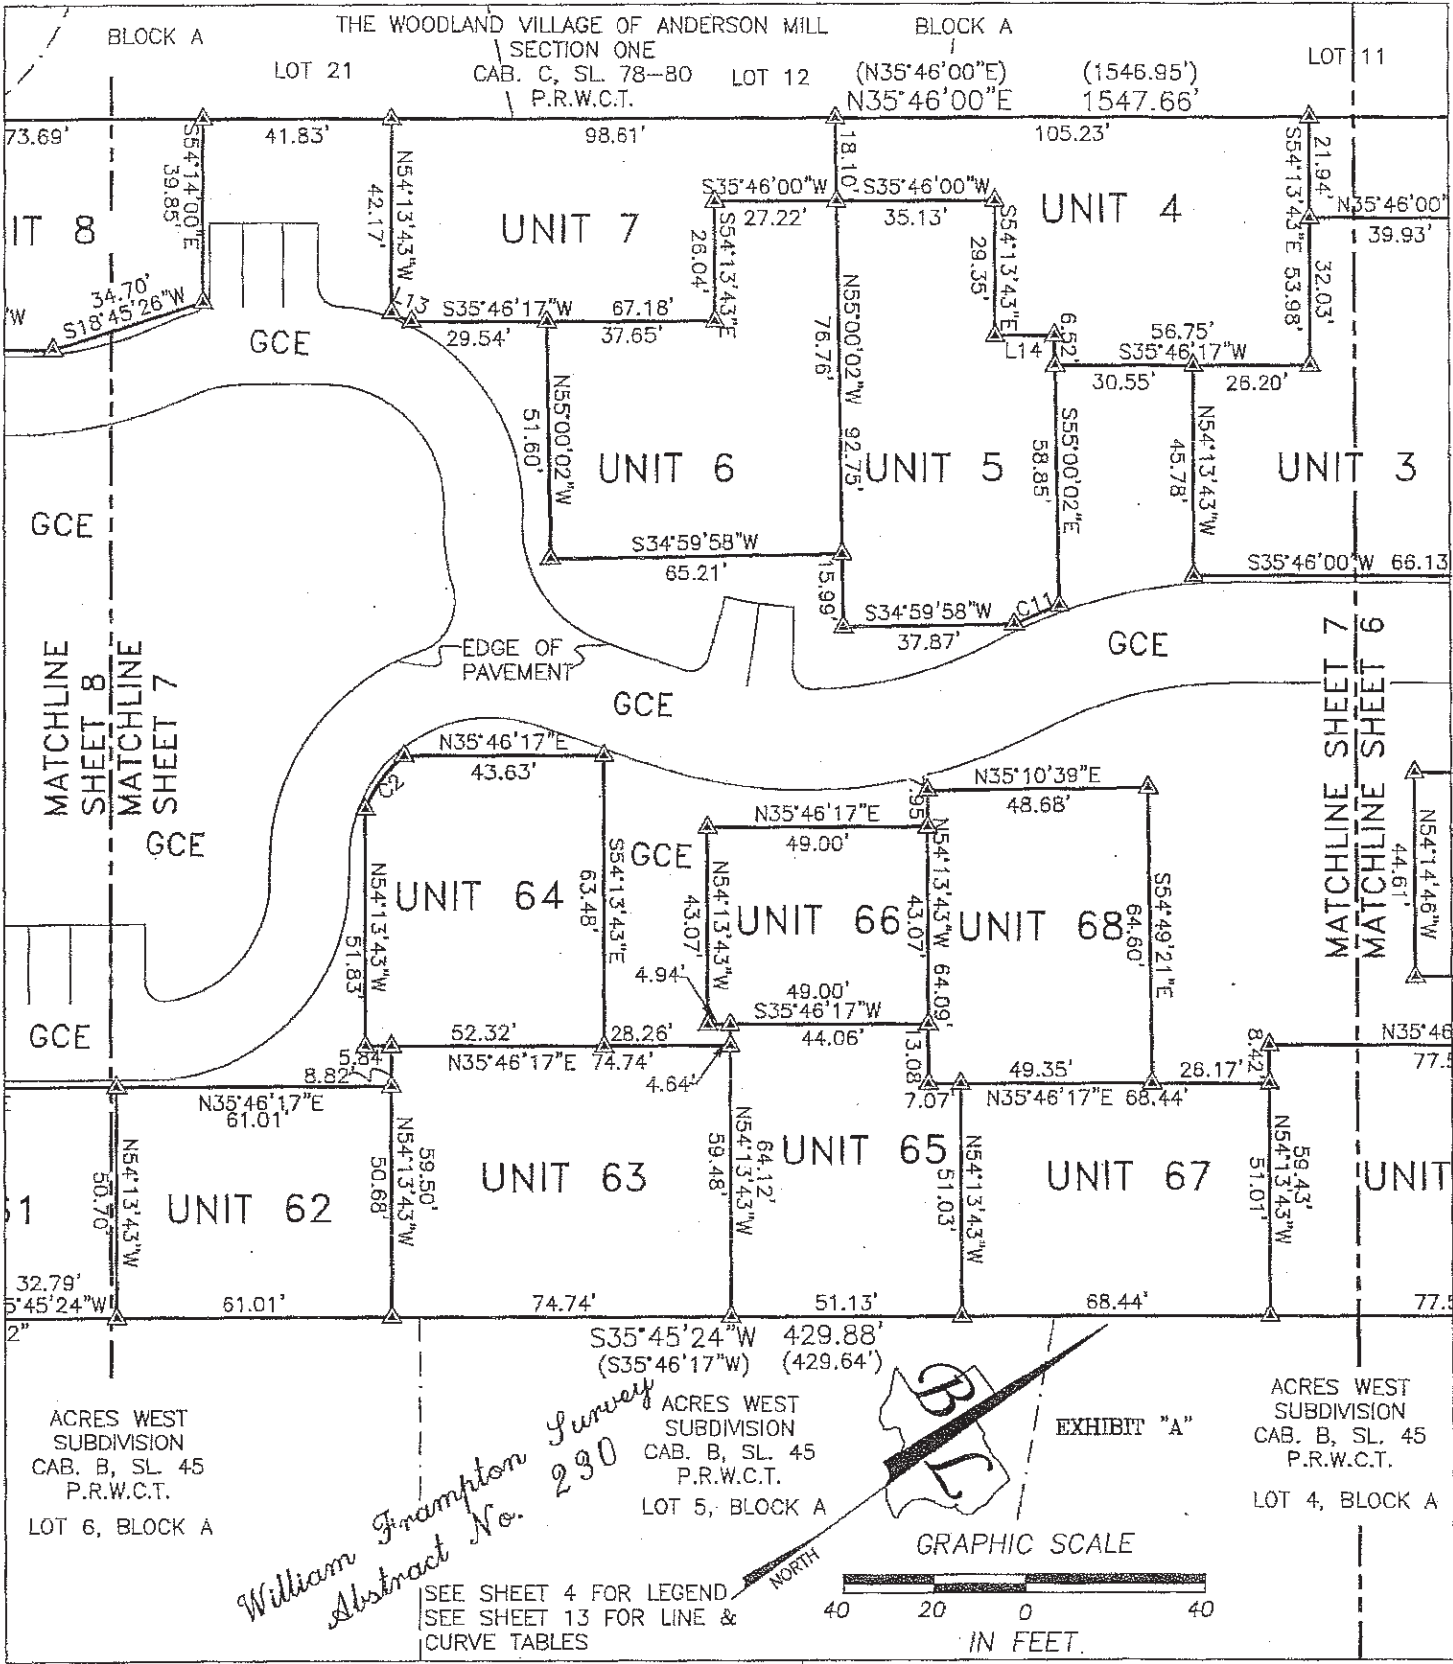 BLOCK A
THE WOODLAND VILLAGE OF ANDERSON MILL
SECTION ONE
CAB. C, SL. 78-80
P.R.W.C.T.
LOT 21
LOT 12
BLOCK A
(N35°46'00"E)
(1546.95')
N35°46'00"E
1547.66'
LOT 11
73.69'
41.83'
98.61'
105.23'
S54°14'00"E
39.85'
N54°13'43"W
42.17'
18.10'
S35°46'00"W
27.22'
S35°46'00"W
35.13'
S54°13'43"E
21.94'
N35°46'00"
39.93'
32.03'
53.98'
IT 8
UNIT 7
UNIT 4
S54°13'43"E
26.04'
S54°13'43"E
29.35'
34.70'
S18°45'26"W
"W
GCE
S35°46'17"W
67.18'
29.54'
37.65'
L14
6.52'
56.75'
S35°46'17"W
30.55'
26.20'
N55°00'02"W
51.60'
N55°00'02"W
76.76'
92.75'
S55°00'02"E
58.85'
N54°13'43"W
45.78'
UNIT 6
UNIT 5
UNIT 3
GCE
S34°59'58"W
65.21'
15.99'
S34°59'58"W
37.87'
C11
S35°46'00"W 66.13
GCE
EDGE OF
PAVEMENT
GCE
MATCHLINE
SHEET 8
MATCHLINE
SHEET 7
MATCHLINE SHEET 7
MATCHLINE SHEET 6
N35°46'17"E
43.63'
C2
N35°10'39"E
48.68'
.95
N35°46'17"E
49.00'
GCE
GCE
N54°13'43"W
51.83'
UNIT 64
S54°13'43"E
63.48'
N54°13'43"W
43.07'
UNIT 66
N54°13'43"W
43.07'
64.09'
UNIT 68
S54°49'21"E
64.60'
N54°14'46"W
44.61'
4.94'
49.00'
S35°46'17"W
44.06'
GCE
52.32'
28.26'
5.84'
N35°46'17"E
74.74'
8.82'
4.64'
13.08'
7.07'
49.35'
28.17'
N35°46'17"E
68.44'
8.42'
N35°46
77.5
E
N35°46'17"E
61.01'
N54°13'43"W
50.70'
N54°13'43"W
59.50'
50.68'
N54°13'43"W
64.12'
59.48'
N54°13'43"W
51.03'
N54°13'43"W
59.43'
51.01'
UNIT 62
UNIT 63
UNIT 65
UNIT 67
UNIT
32.79'
5°45'24"W
2"
61.01'
74.74'
51.13'
68.44'
77.5
S35°45'24"W
429.88'
(S35°46'17"W)
(429.64')
ACRES WEST
SUBDIVISION
CAB. B, SL. 45
P.R.W.C.T.
LOT 6, BLOCK A
William Frampton Survey
Abstract No. 230
ACRES WEST
SUBDIVISION
CAB. B, SL. 45
P.R.W.C.T.
LOT 5, BLOCK A
B L
EXHIBIT "A"
ACRES WEST
SUBDIVISION
CAB. B, SL. 45
P.R.W.C.T.
LOT 4, BLOCK A
NORTH
GRAPHIC SCALE
40 20 0 40
IN FEET.
SEE SHEET 4 FOR LEGEND
SEE SHEET 13 FOR LINE &
CURVE TABLES